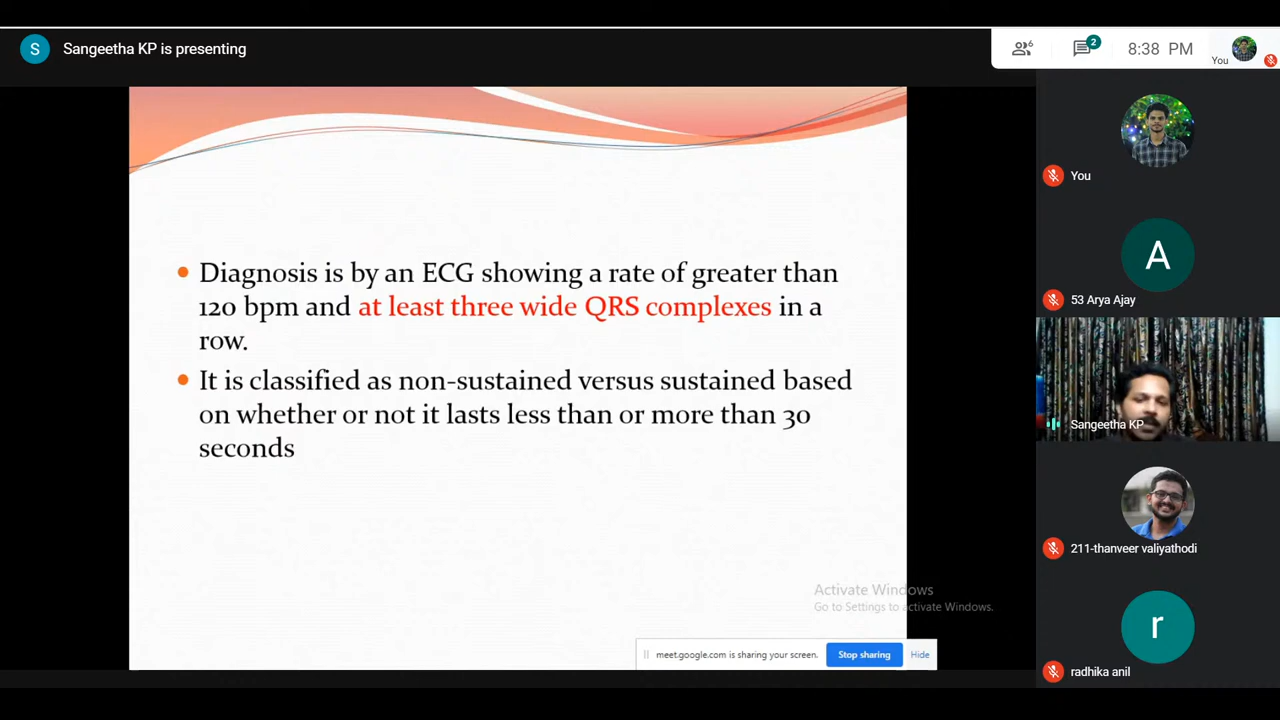 S
Sangeetha KP is presenting
6
2
8:38 PM
You
Diagnosis is by an ECG showing a rate of greater than
120 bpm and at least three wide QRS complexes in a
row.
It is classified as non-sustained versus sustained based
on whether or not it lasts less than or more than 30
seconds
Activate Windows
Go to Settings to activate Windows.
meet.google.com is sharing your screen.
Stop sharing
Hide
You
A
53 Arya Ajay
Sangeetha KP
211-thanveer valiyathodi
r
radhika anil